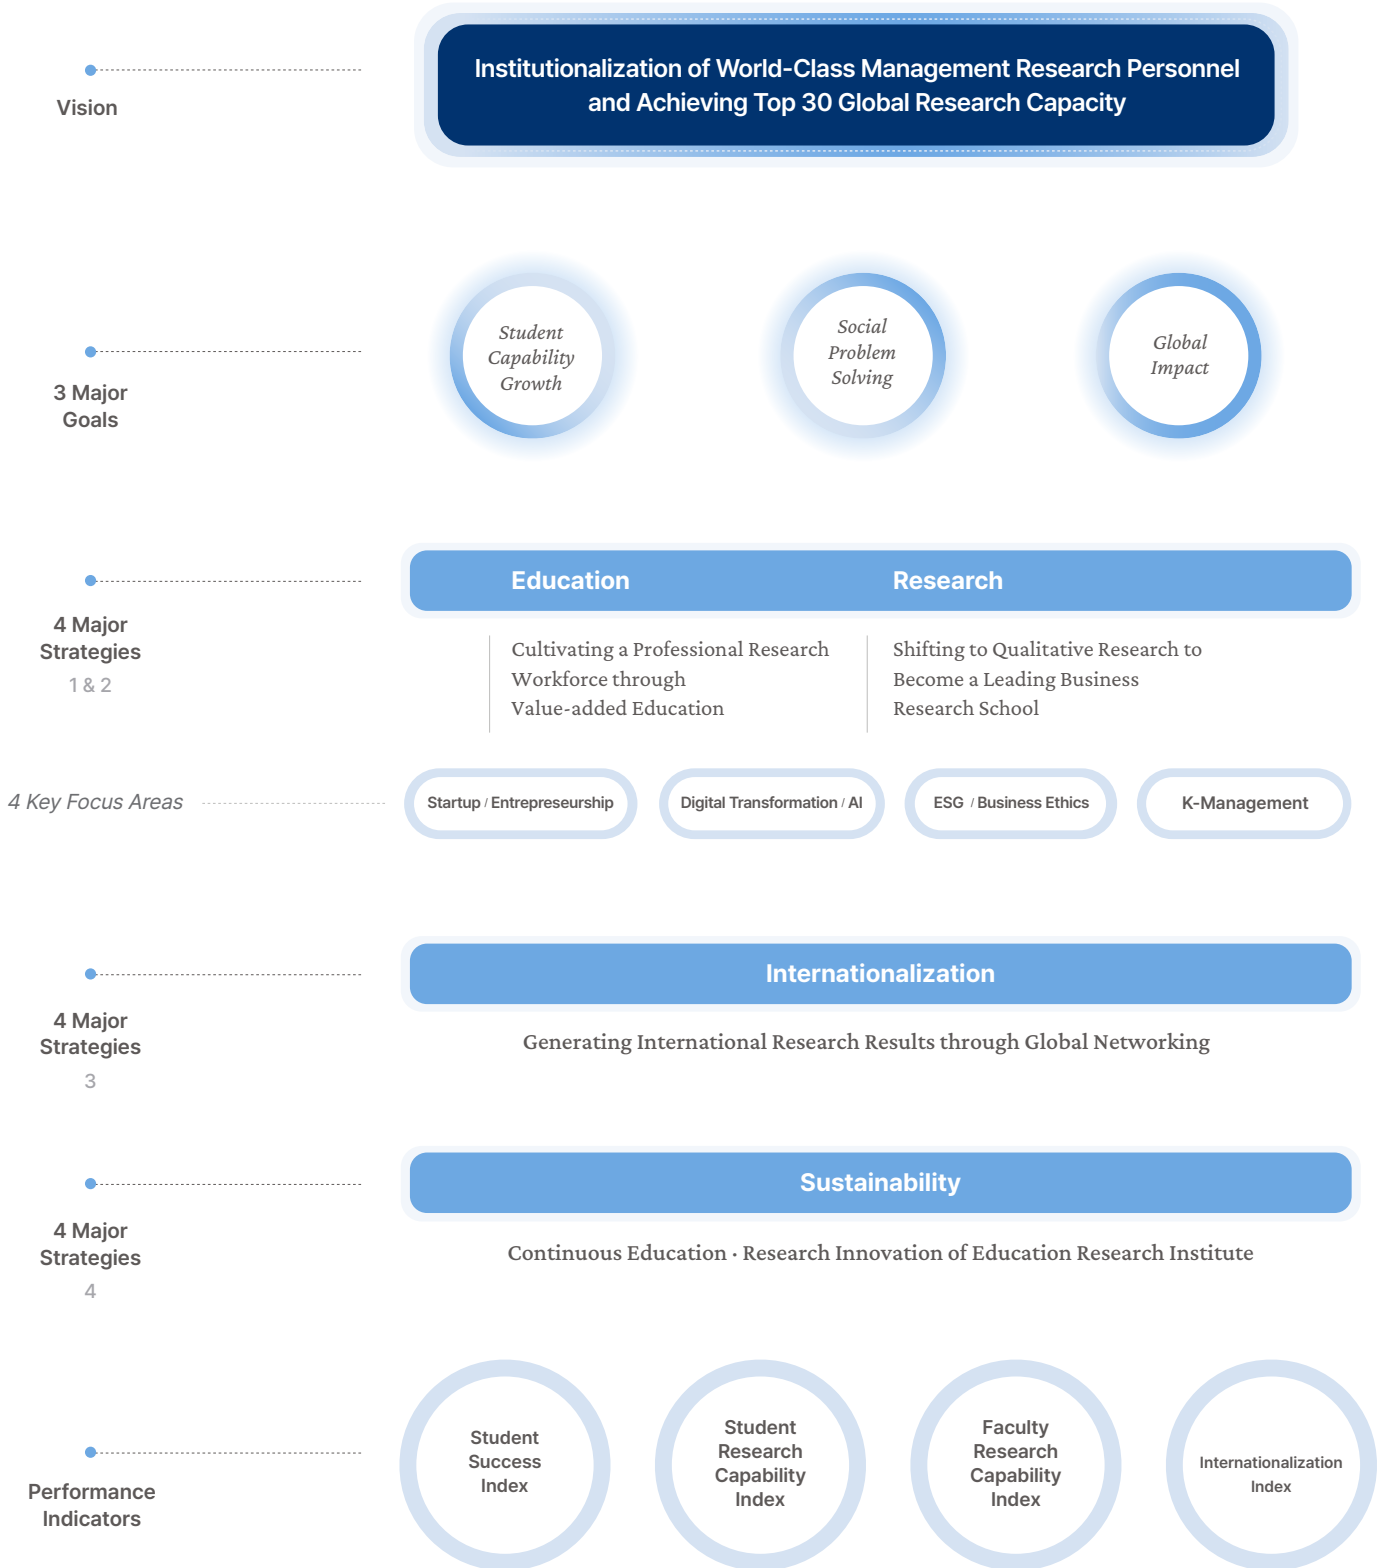 Vision
Institutionalization of World-Class Management Research Personnel
and Achieving Top 30 Global Research Capacity
3 Major
Goals
Student
Capability
Growth
Social
Problem
Solving
Global
Impact
4 Major
Strategies
1 & 2
Education
Cultivating a Professional Research
Workforce through
Value-added Education
Research
Shifting to Qualitative Research to
Become a Leading Business
Research School
4 Key Focus Areas
Startup / Entrepreseurship
Digital Transformation / AI
ESG / Business Ethics
K-Management
4 Major
Strategies
3
Internationalization
Generating International Research Results through Global Networking
4 Major
Strategies
4
Sustainability
Continuous Education · Research Innovation of Education Research Institute
Performance
Indicators
Student
Success
Index
Student
Research
Capability
Index
Faculty
Research
Capability
Index
Internationalization
Index